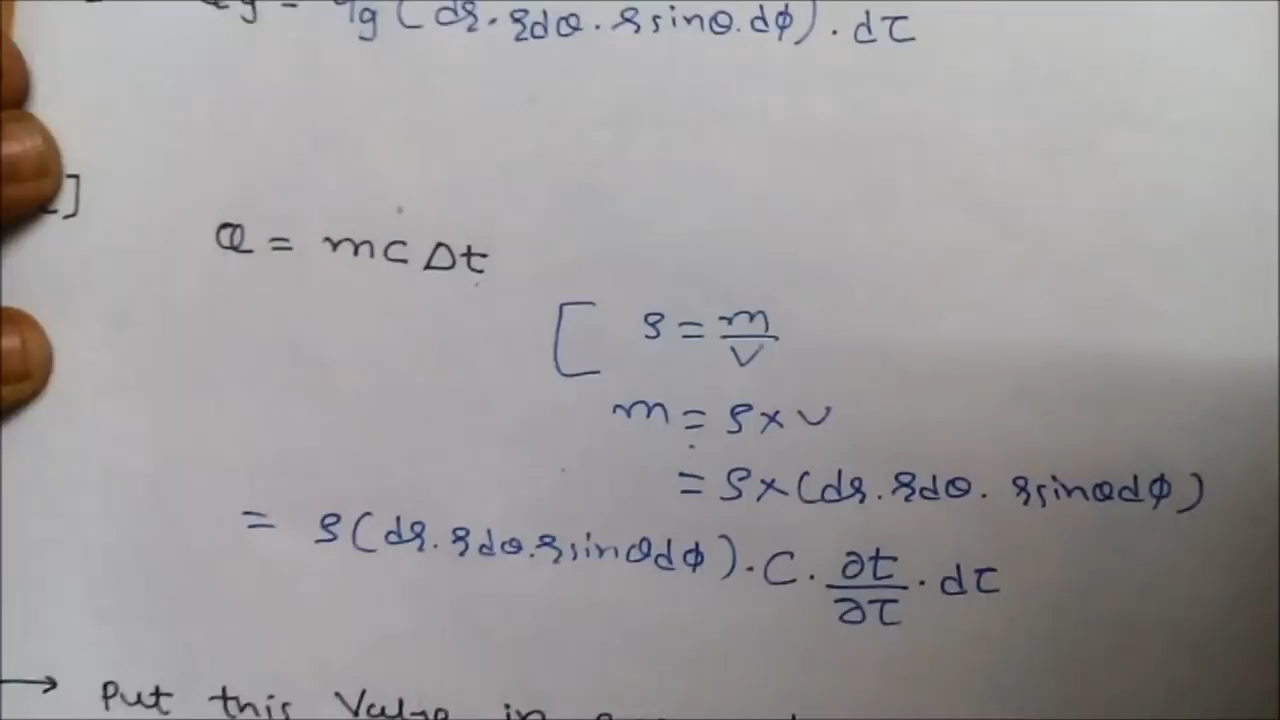 = qg (dr. rdθ. r sinθ. dφ) . dτ
]
Q = mc Δt
[ ρ = m/V
m = ρ × V
= ρ × (dr. rdθ. r sinθ dφ)
= ρ (dr. rdθ. r sinθ dφ) . C . ∂t/∂τ . dτ
→ Put this Value in